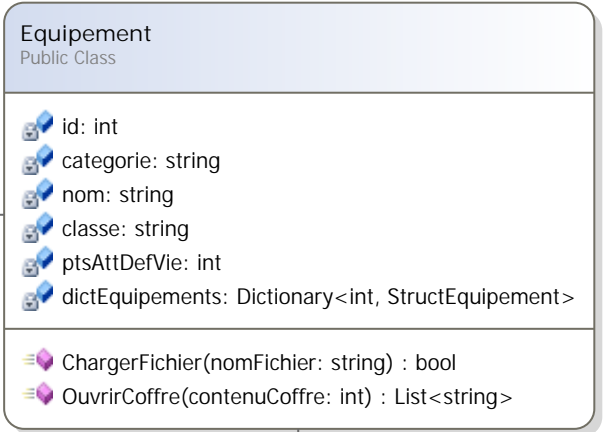 Equipement
Public Class
id: int
categorie: string
nom: string
classe: string
ptsAttDefVie: int
dictEquipements: Dictionary<int, StructEquipement>
ChargerFichier(nomFichier: string) : bool
OuvrirCoffre(contenuCoffre: int) : List<string>